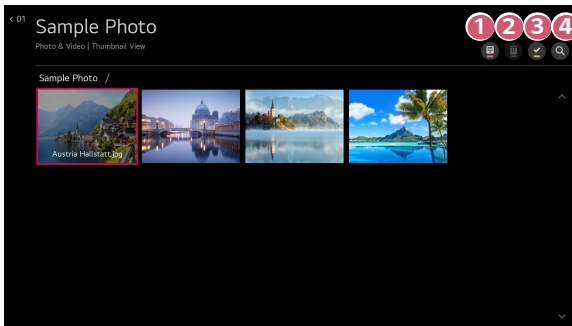 < 01
Sample Photo
Photo & Video | Thumbnail View
1 2 3 4
Sample Photo /
Austria Hallstatt.jpg